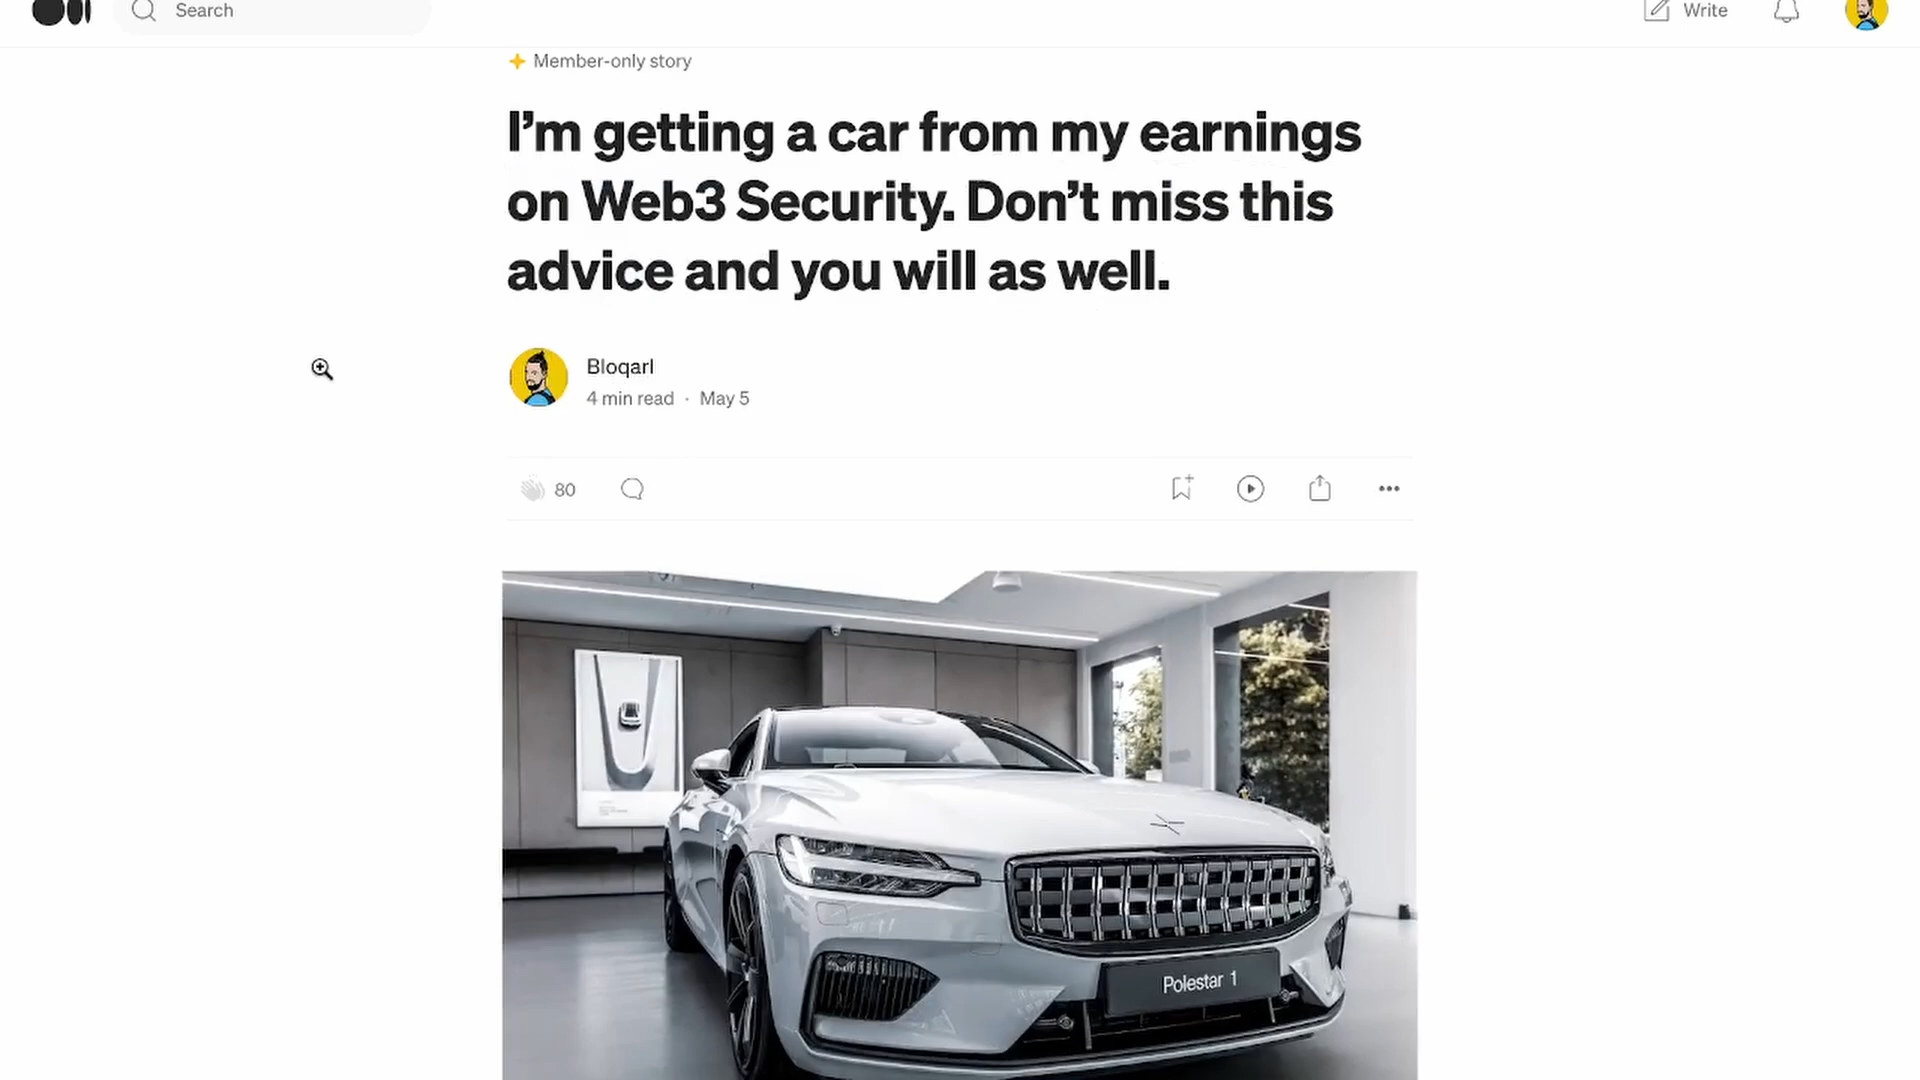 Search
Write
Member-only story
I'm getting a car from my earnings
on Web3 Security. Don't miss this
advice and you will as well.
Bloqarl
4 min read · May 5
80
Polestar 1